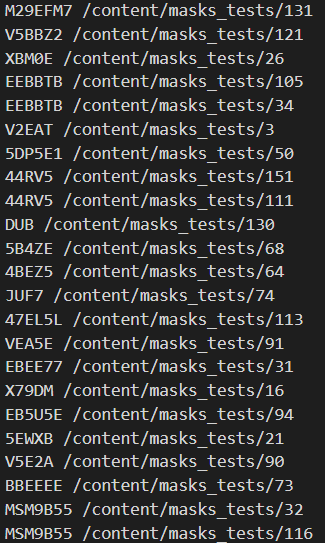 M29EFM7 /content/masks_tests/131
V5BBZ2 /content/masks_tests/121
XBM0E /content/masks_tests/26
EEBBTB /content/masks_tests/105
EEBBTB /content/masks_tests/34
V2EAT /content/masks_tests/3
5DP5E1 /content/masks_tests/50
44RV5 /content/masks_tests/151
44RV5 /content/masks_tests/111
DUB /content/masks_tests/130
5B4ZE /content/masks_tests/68
4BEZ5 /content/masks_tests/64
JUF7 /content/masks_tests/74
47EL5L /content/masks_tests/113
VEA5E /content/masks_tests/91
EBEE77 /content/masks_tests/31
X79DM /content/masks_tests/16
EB5U5E /content/masks_tests/94
5EWXB /content/masks_tests/21
V5E2A /content/masks_tests/90
BBEEEE /content/masks_tests/73
MSM9B55 /content/masks_tests/32
MSM9B55 /content/masks_tests/116